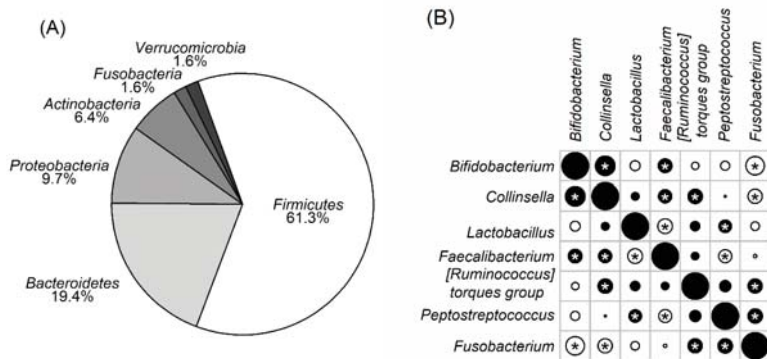 (A)
Verrucomicrobia
1.6%
Fusobacteria
1.6%
Actinobacteria
6.4%
Proteobacteria
9.7%
Bacteroidetes
19.4%
Firmicutes
61.3%
(B)
Bifidobacterium
Collinsella
Lactobacillus
Faecalibacterium
[Ruminococcus]
torques group
Peptostreptococcus
Fusobacterium
Bifidobacterium
Collinsella
Lactobacillus
Faecalibacterium
[Ruminococcus]
torques group
Peptostreptococcus
Fusobacterium